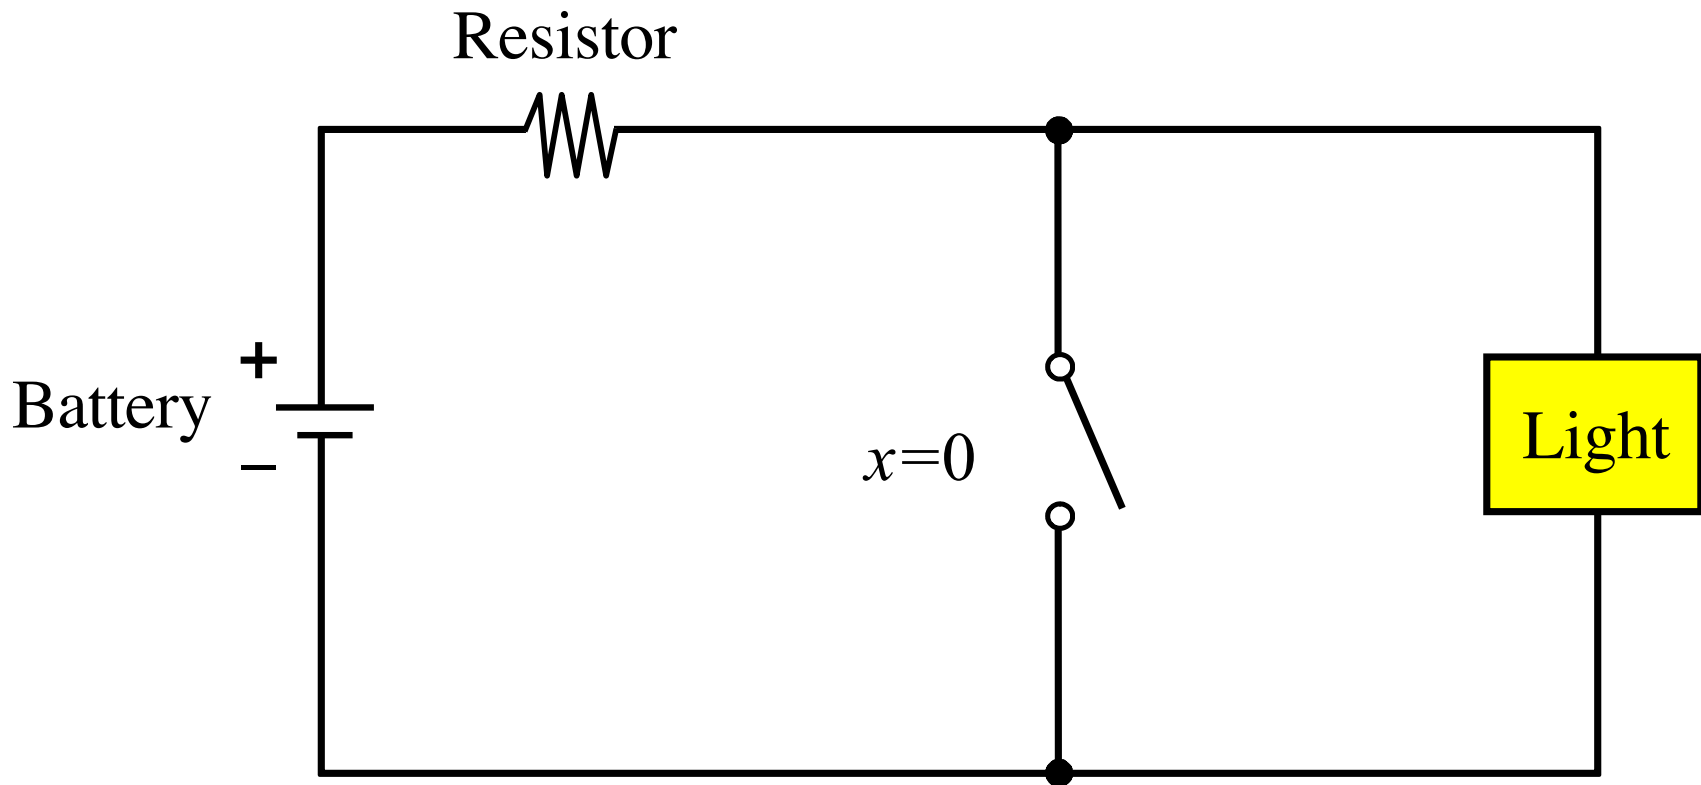 Resistor
+
Battery
−
x=0
Light